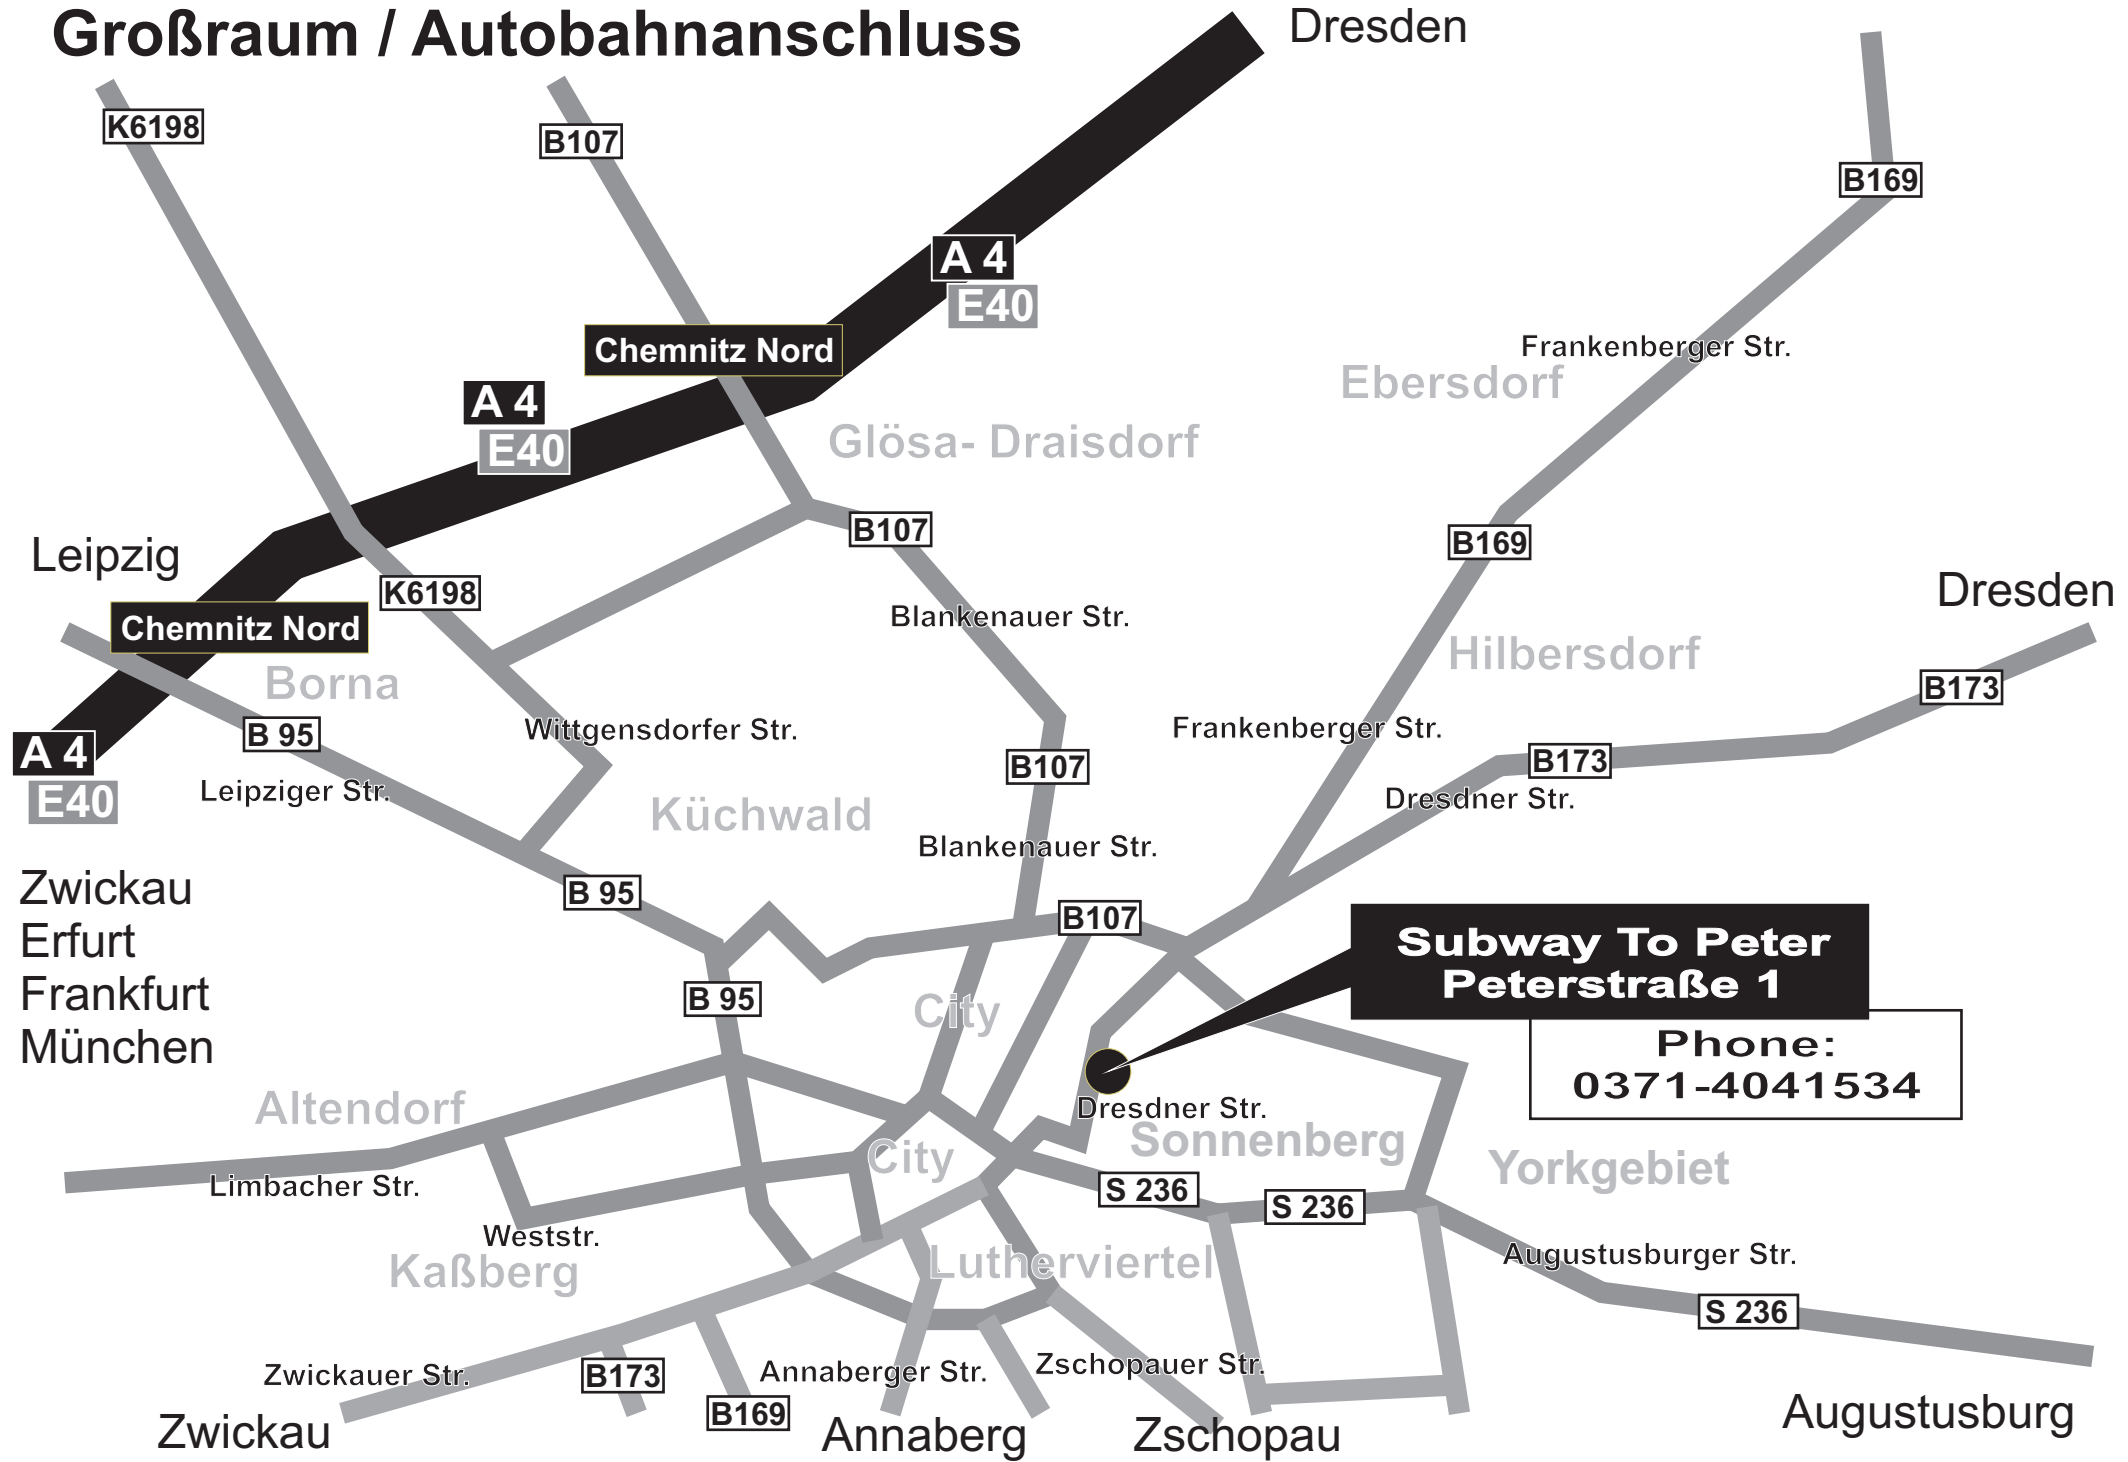 Großraum / Autobahnanschluss
Dresden
K6198
B107
B169
A 4
E40
Chemnitz Nord
Frankenberger Str.
Ebersdorf
A 4
E40
Glösa- Draisdorf
B107
B169
Leipzig
K6198
Dresden
Chemnitz Nord
Blankenauer Str.
Hilbersdorf
Borna
B173
B 95
Wittgensdorfer Str.
Frankenberger Str.
A 4
E40
B107
B173
Leipziger Str.
Küchwald
Dresdner Str.
Blankenauer Str.
Zwickau
Erfurt
Frankfurt
München
B 95
B107
Subway To Peter
Peterstraße 1
B 95
City
Phone:
0371-4041534
Altendorf
Dresdner Str.
Sonnenberg
City
Yorkgebiet
Limbacher Str.
S 236
S 236
Weststr.
Kaßberg
Lutherviertel
Augustusburger Str.
S 236
Zwickauer Str.
B173
Annaberger Str.
Zschopauer Str.
B169
Zwickau
Annaberg
Zschopau
Augustusburg